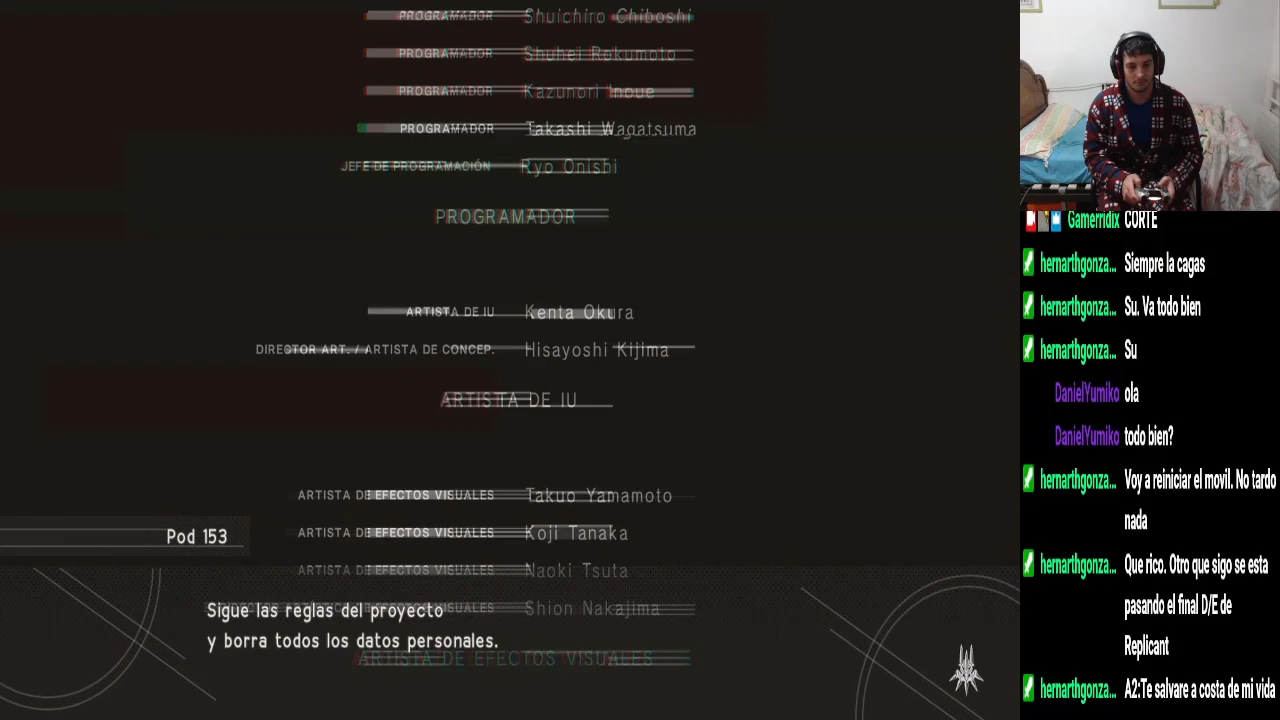 PROGRAMADOR Shuichiro Chiboshi
PROGRAMADOR Shuhei Rokumoto
PROGRAMADOR Kazunori Inoue
PROGRAMADOR Takashi Wagatsuma
JEFE DE PROGRAMACIÓN Ryo Onishi
PROGRAMADOR
ARTISTA DE IU Kenta Okura
DIRECTOR ART. / ARTISTA DE CONCEP. Hisayoshi Kijima
ARTISTA DE IU
ARTISTA DE EFECTOS VISUALES Takuo Yamamoto
ARTISTA DE EFECTOS VISUALES Koji Tanaka
ARTISTA DE EFECTOS VISUALES Naoki Tsuta
VISUALES Shion Nakajima
ARTISTA DE EFECTOS VISUALES
Pod 153
Sigue las reglas del proyecto
y borra todos los datos personales.
Gamerridix CORTE
hernarthgonza... Siempre la cagas
hernarthgonza... Su. Va todo bien
hernarthgonza... Su
DanielYumiko ola
DanielYumiko todo bien?
hernarthgonza... Voy a reiniciar el movil. No tardo
nada
hernarthgonza... Que rico. Otro que sigo se esta
pasando el final D/E de
Replicant
hernarthgonza... A2:Te salvare a costa de mi vida